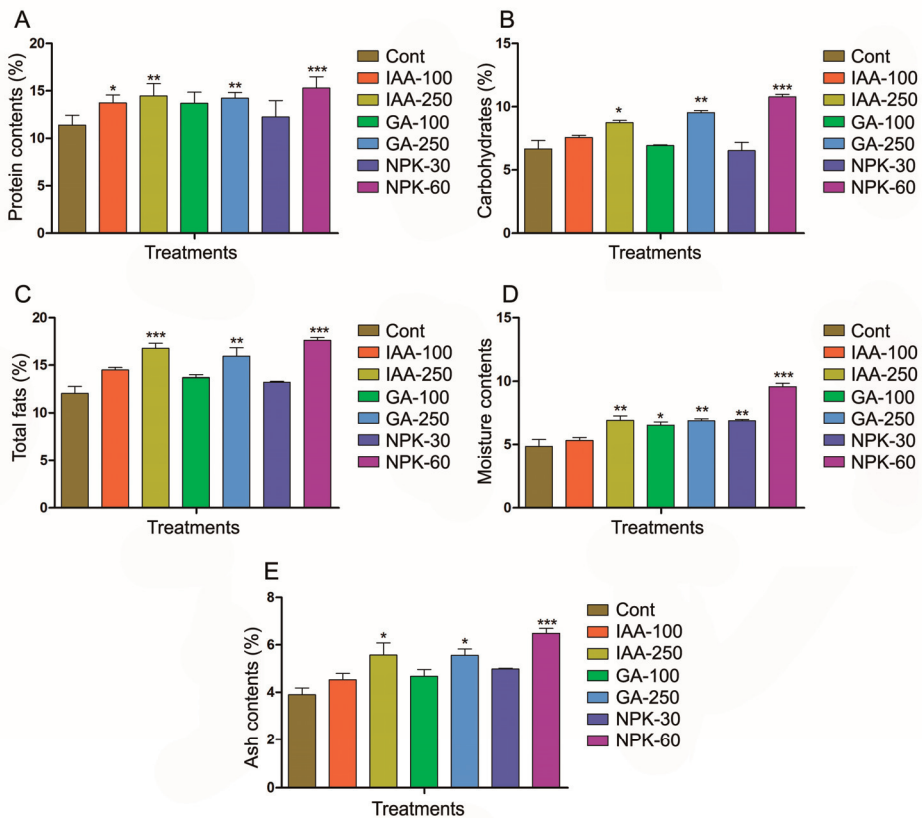 A
Protein contents (%)
20
15
10
5
0
* ** ** ***
Treatments
Cont
IAA-100
IAA-250
GA-100
GA-250
NPK-30
NPK-60
B
Carbohydrates (%)
15
10
5
0
* ** ***
Treatments
Cont
IAA-100
IAA-250
GA-100
GA-250
NPK-30
NPK-60
C
Total fats (%)
20
15
10
5
0
*** ** ***
Treatments
Cont
IAA-100
IAA-250
GA-100
GA-250
NPK-30
NPK-60
D
Moisture contents
15
10
5
0
** * ** ** ***
Treatments
Cont
IAA-100
IAA-250
GA-100
GA-250
NPK-30
NPK-60
E
Ash contents (%)
8
6
4
2
0
* * ***
Treatments
Cont
IAA-100
IAA-250
GA-100
GA-250
NPK-30
NPK-60